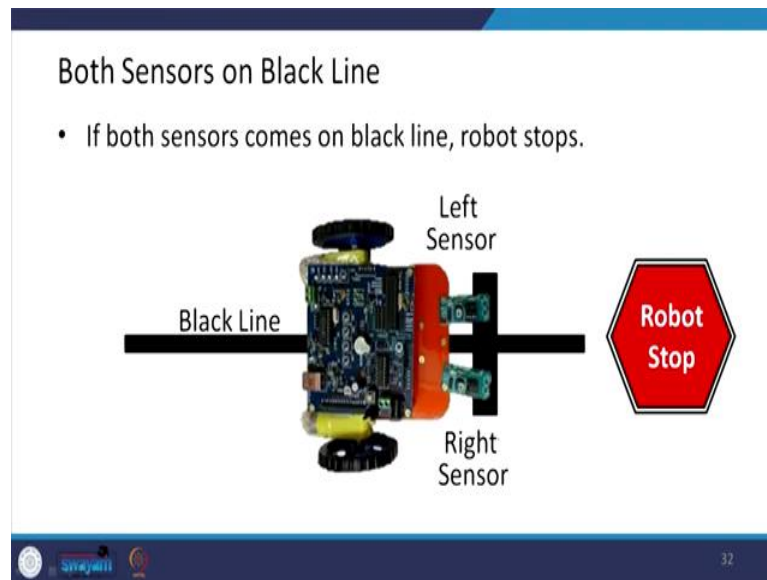 Both Sensors on Black Line
• If both sensors comes on black line, robot stops.
Left
Sensor
Black Line
Robot
Stop
Right
Sensor
swayam
32